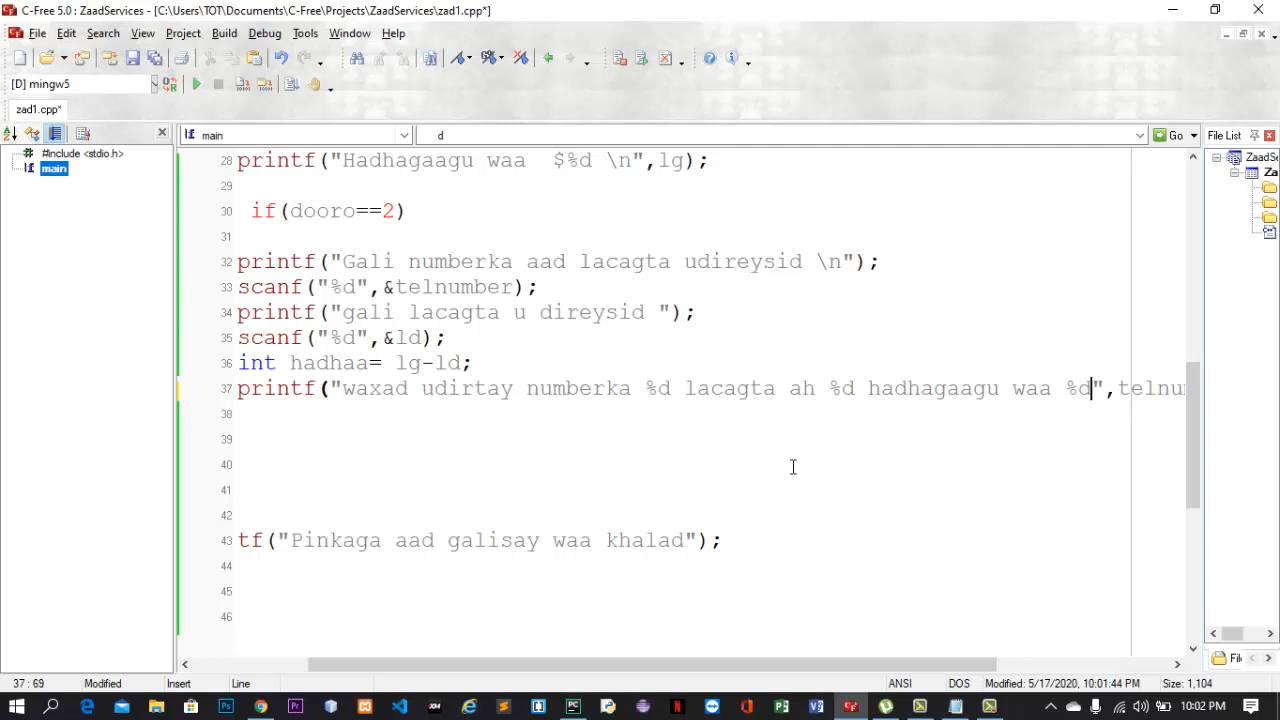 C-Free 5.0 : ZaadServices - [C:\Users\TOT\Documents\C-Free\Projects\ZaadServices\zad1.cpp*]
File Edit Search View Project Build Debug Tools Window Help
[D] mingw5
zad1.cpp*
main
d
Go
File List
#include <stdio.h>
main
ZaadSe
Za
28 printf("Hadhagaagu waa  $%d \n",lg);
29
30 if(dooro==2)
31
32 printf("Gali numberka aad lacagta udireysid \n");
33 scanf("%d",&telnumber);
34 printf("gali lacagta u direysid ");
35 scanf("%d",&ld);
36 int hadhaa= lg-ld;
37 printf("waxad udirtay numberka %d lacagta ah %d hadhagaagu waa %d",telnum
38
39
40
41
42
43 tf("Pinkaga aad galisay waa khalad");
44
45
46
File
37 : 69 Modified Insert Line ANSI DOS Modified: 5/17/2020, 10:01:44 PM Size: 1,104
10:02 PM